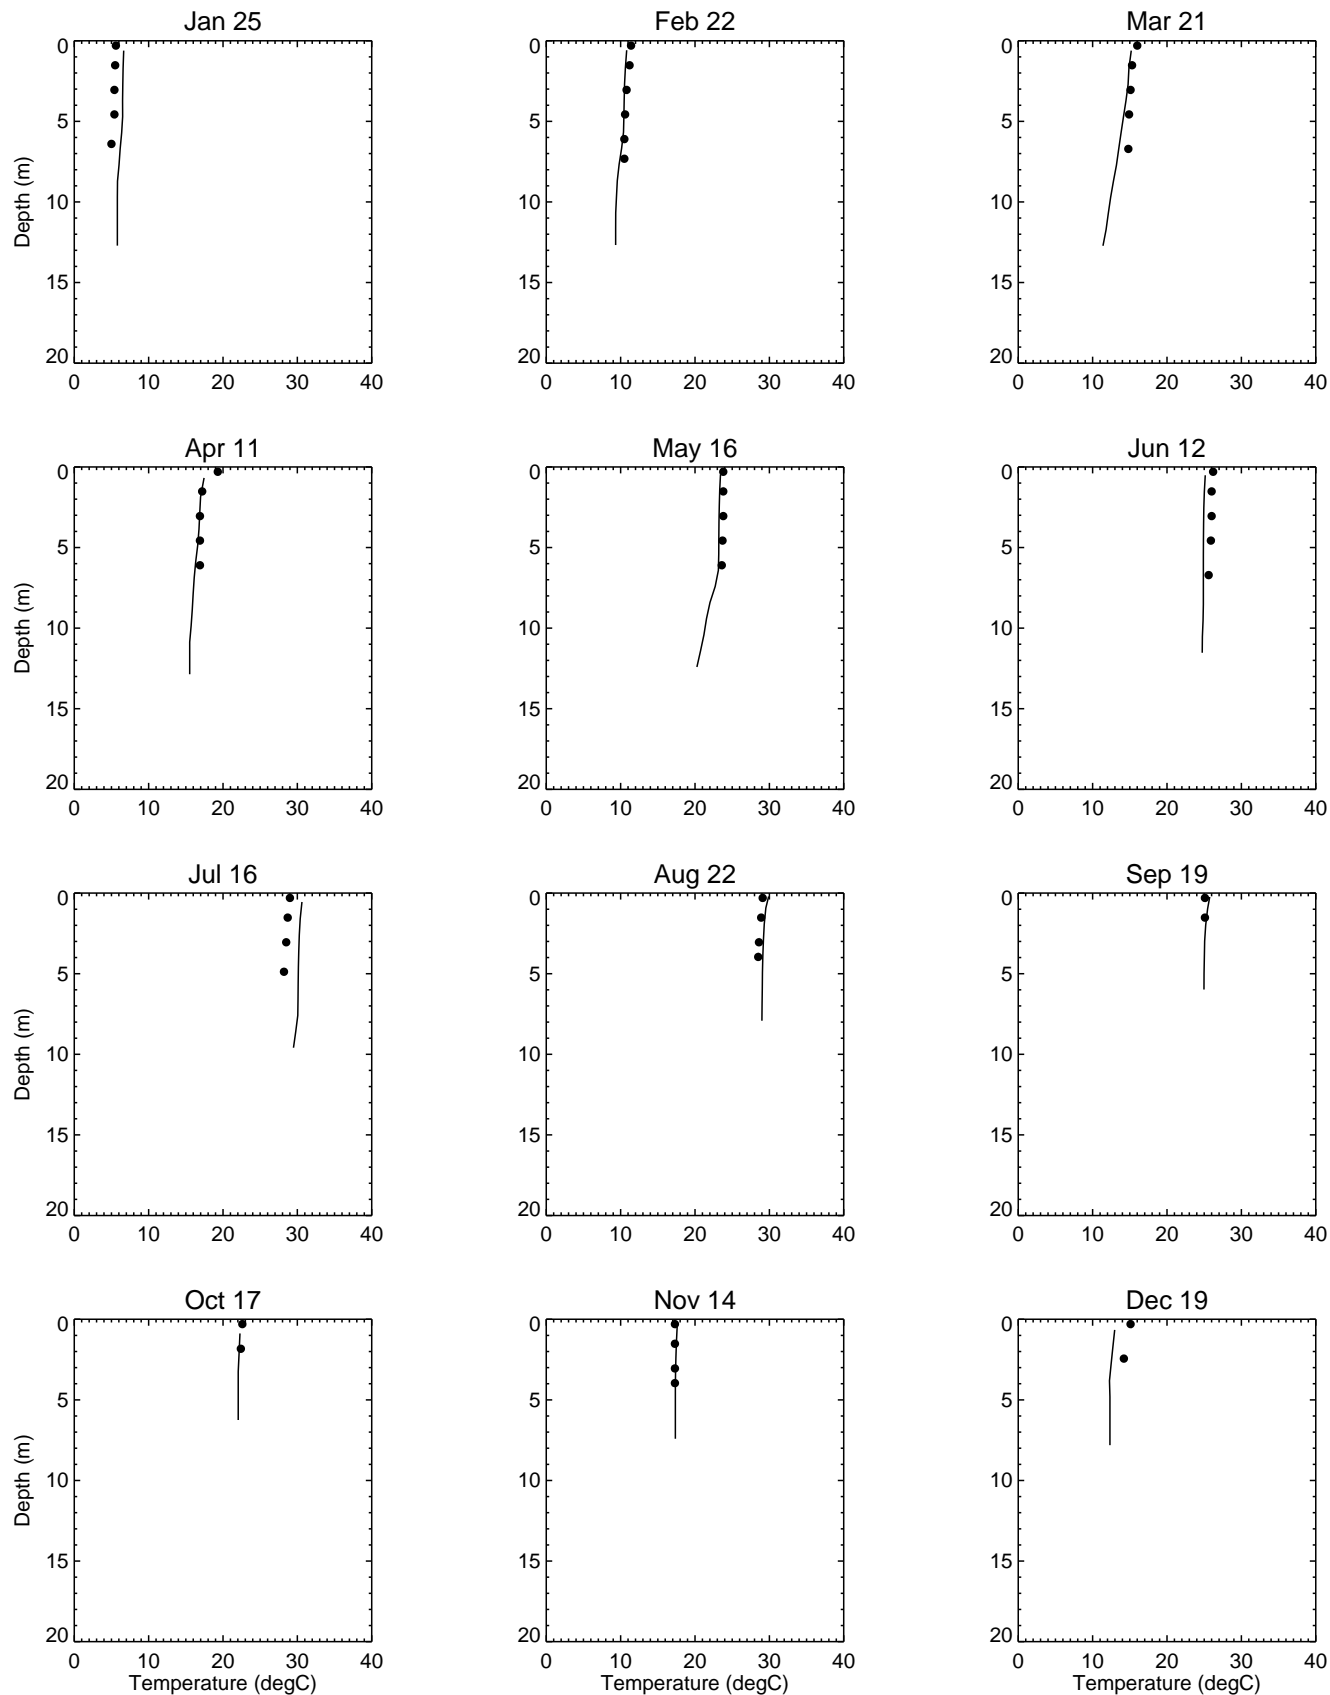 Jan 25 Feb 22 Mar 21
0 0 0
5 5 5
10 10 10
15 15 15
20 20 20
Depth (m)
0 10 20 30 40 0 10 20 30 40 0 10 20 30 40
Apr 11 May 16 Jun 12
0 0 0
5 5 5
10 10 10
15 15 15
20 20 20
Depth (m)
0 10 20 30 40 0 10 20 30 40 0 10 20 30 40
Jul 16 Aug 22 Sep 19
0 0 0
5 5 5
10 10 10
15 15 15
20 20 20
Depth (m)
0 10 20 30 40 0 10 20 30 40 0 10 20 30 40
Oct 17 Nov 14 Dec 19
0 0 0
5 5 5
10 10 10
15 15 15
20 20 20
Depth (m)
0 10 20 30 40 0 10 20 30 40 0 10 20 30 40
Temperature (degC) Temperature (degC) Temperature (degC)